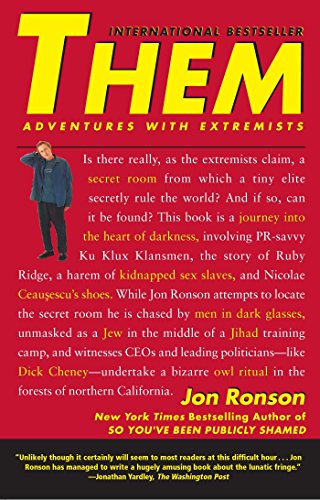 INTERNATIONAL BESTSELLER
THEM
ADVENTURES WITH EXTREMISTS
Is there really, as the extremists claim, a
secret room from which a tiny elite
secretly rule the world? And if so, can
it be found? This book is a journey into
the heart of darkness, involving PR-savvy
Ku Klux Klansmen, the story of Ruby
Ridge, a harem of kidnapped sex slaves, and Nicolae
Ceauşescu's shoes. While Jon Ronson attempts to locate
the secret room he is chased by men in dark glasses,
unmasked as a Jew in the middle of a Jihad training
camp, and witnesses CEOs and leading politicians—like
Dick Cheney—undertake a bizarre owl ritual in the
forests of northern California.
Jon Ronson
New York Times Bestselling Author of
SO YOU'VE BEEN PUBLICLY SHAMED
"Unlikely though it certainly will seem to most readers at this difficult hour . . . Jon
Ronson has managed to write a hugely amusing book about the lunatic fringe."
—Jonathan Yardley, The Washington Post